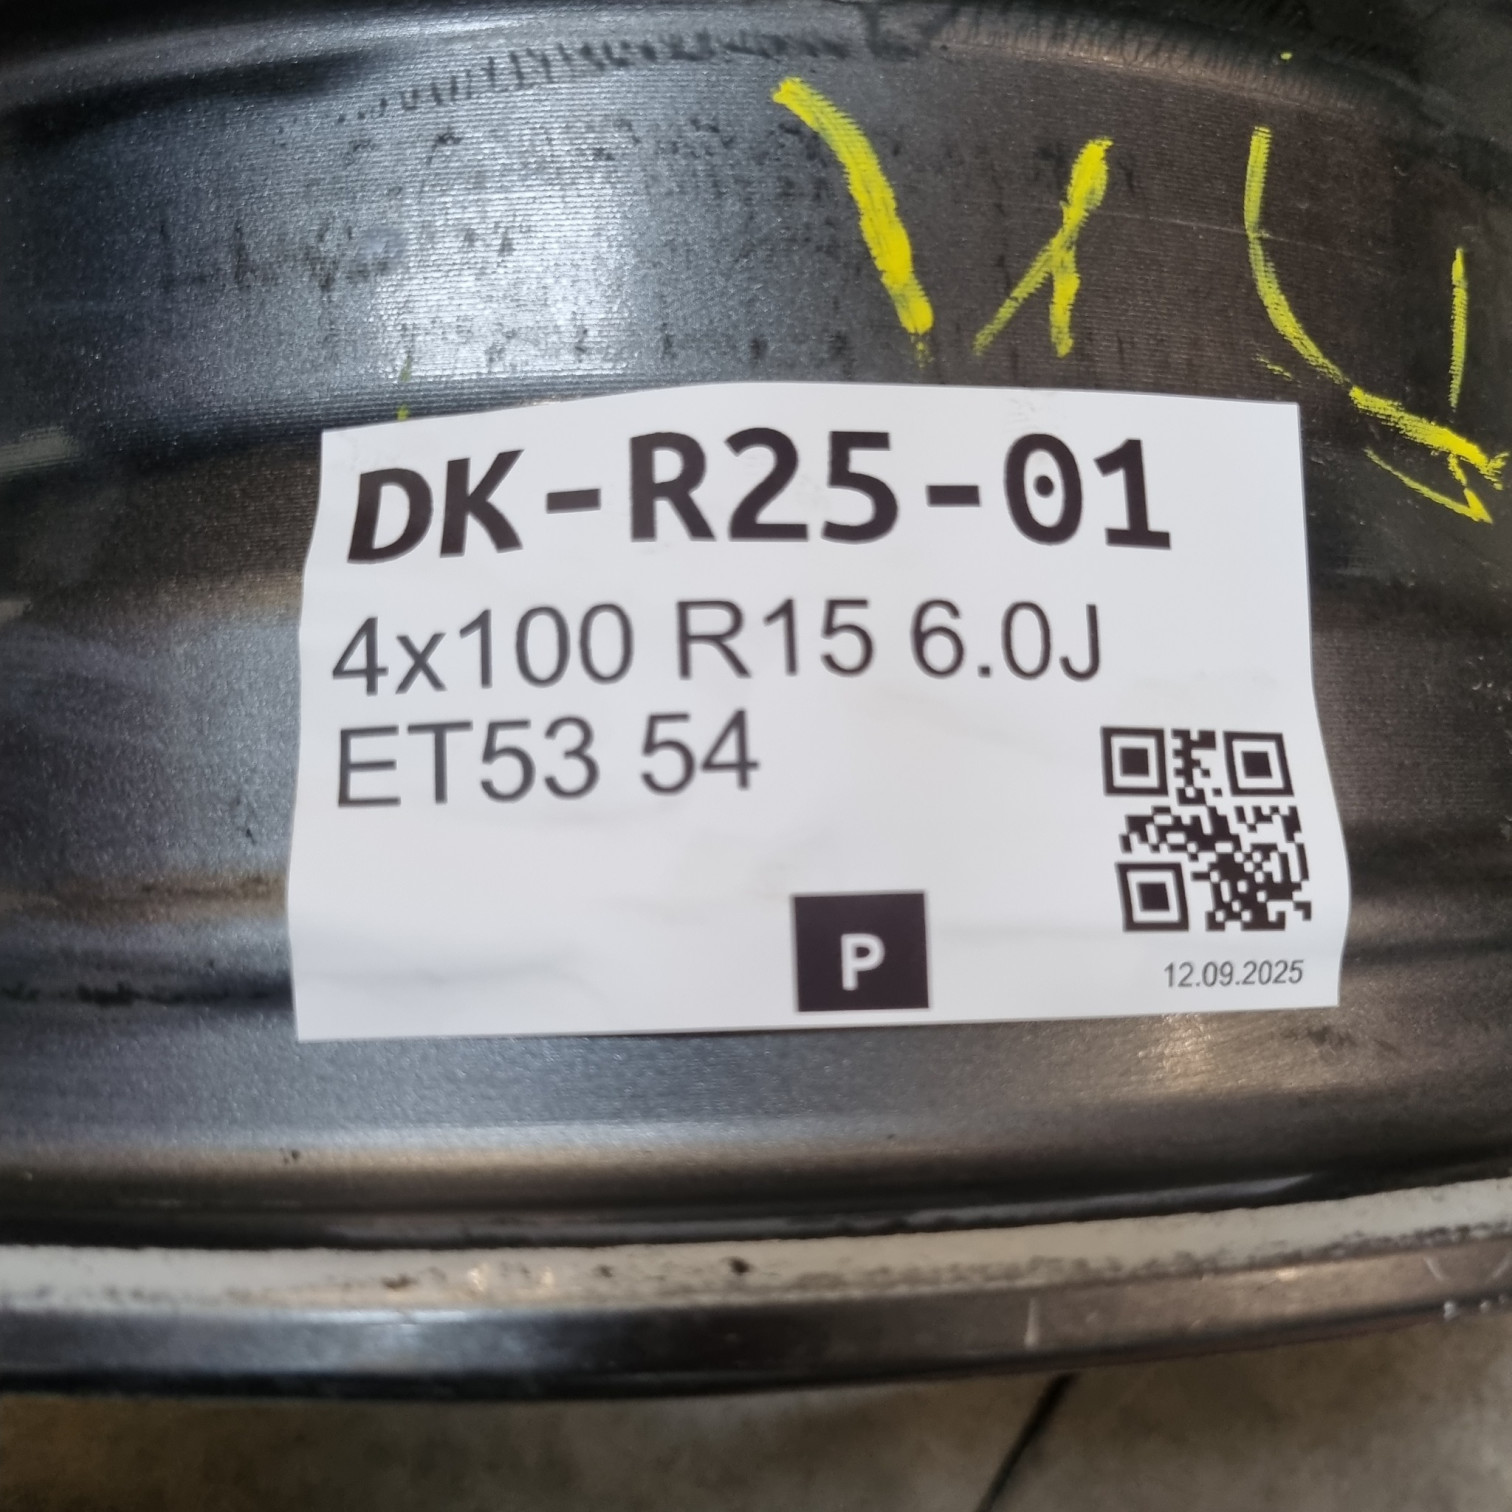 DK-R25-01
4x100 R15 6.0J
ET53 54
P
12.09.2025